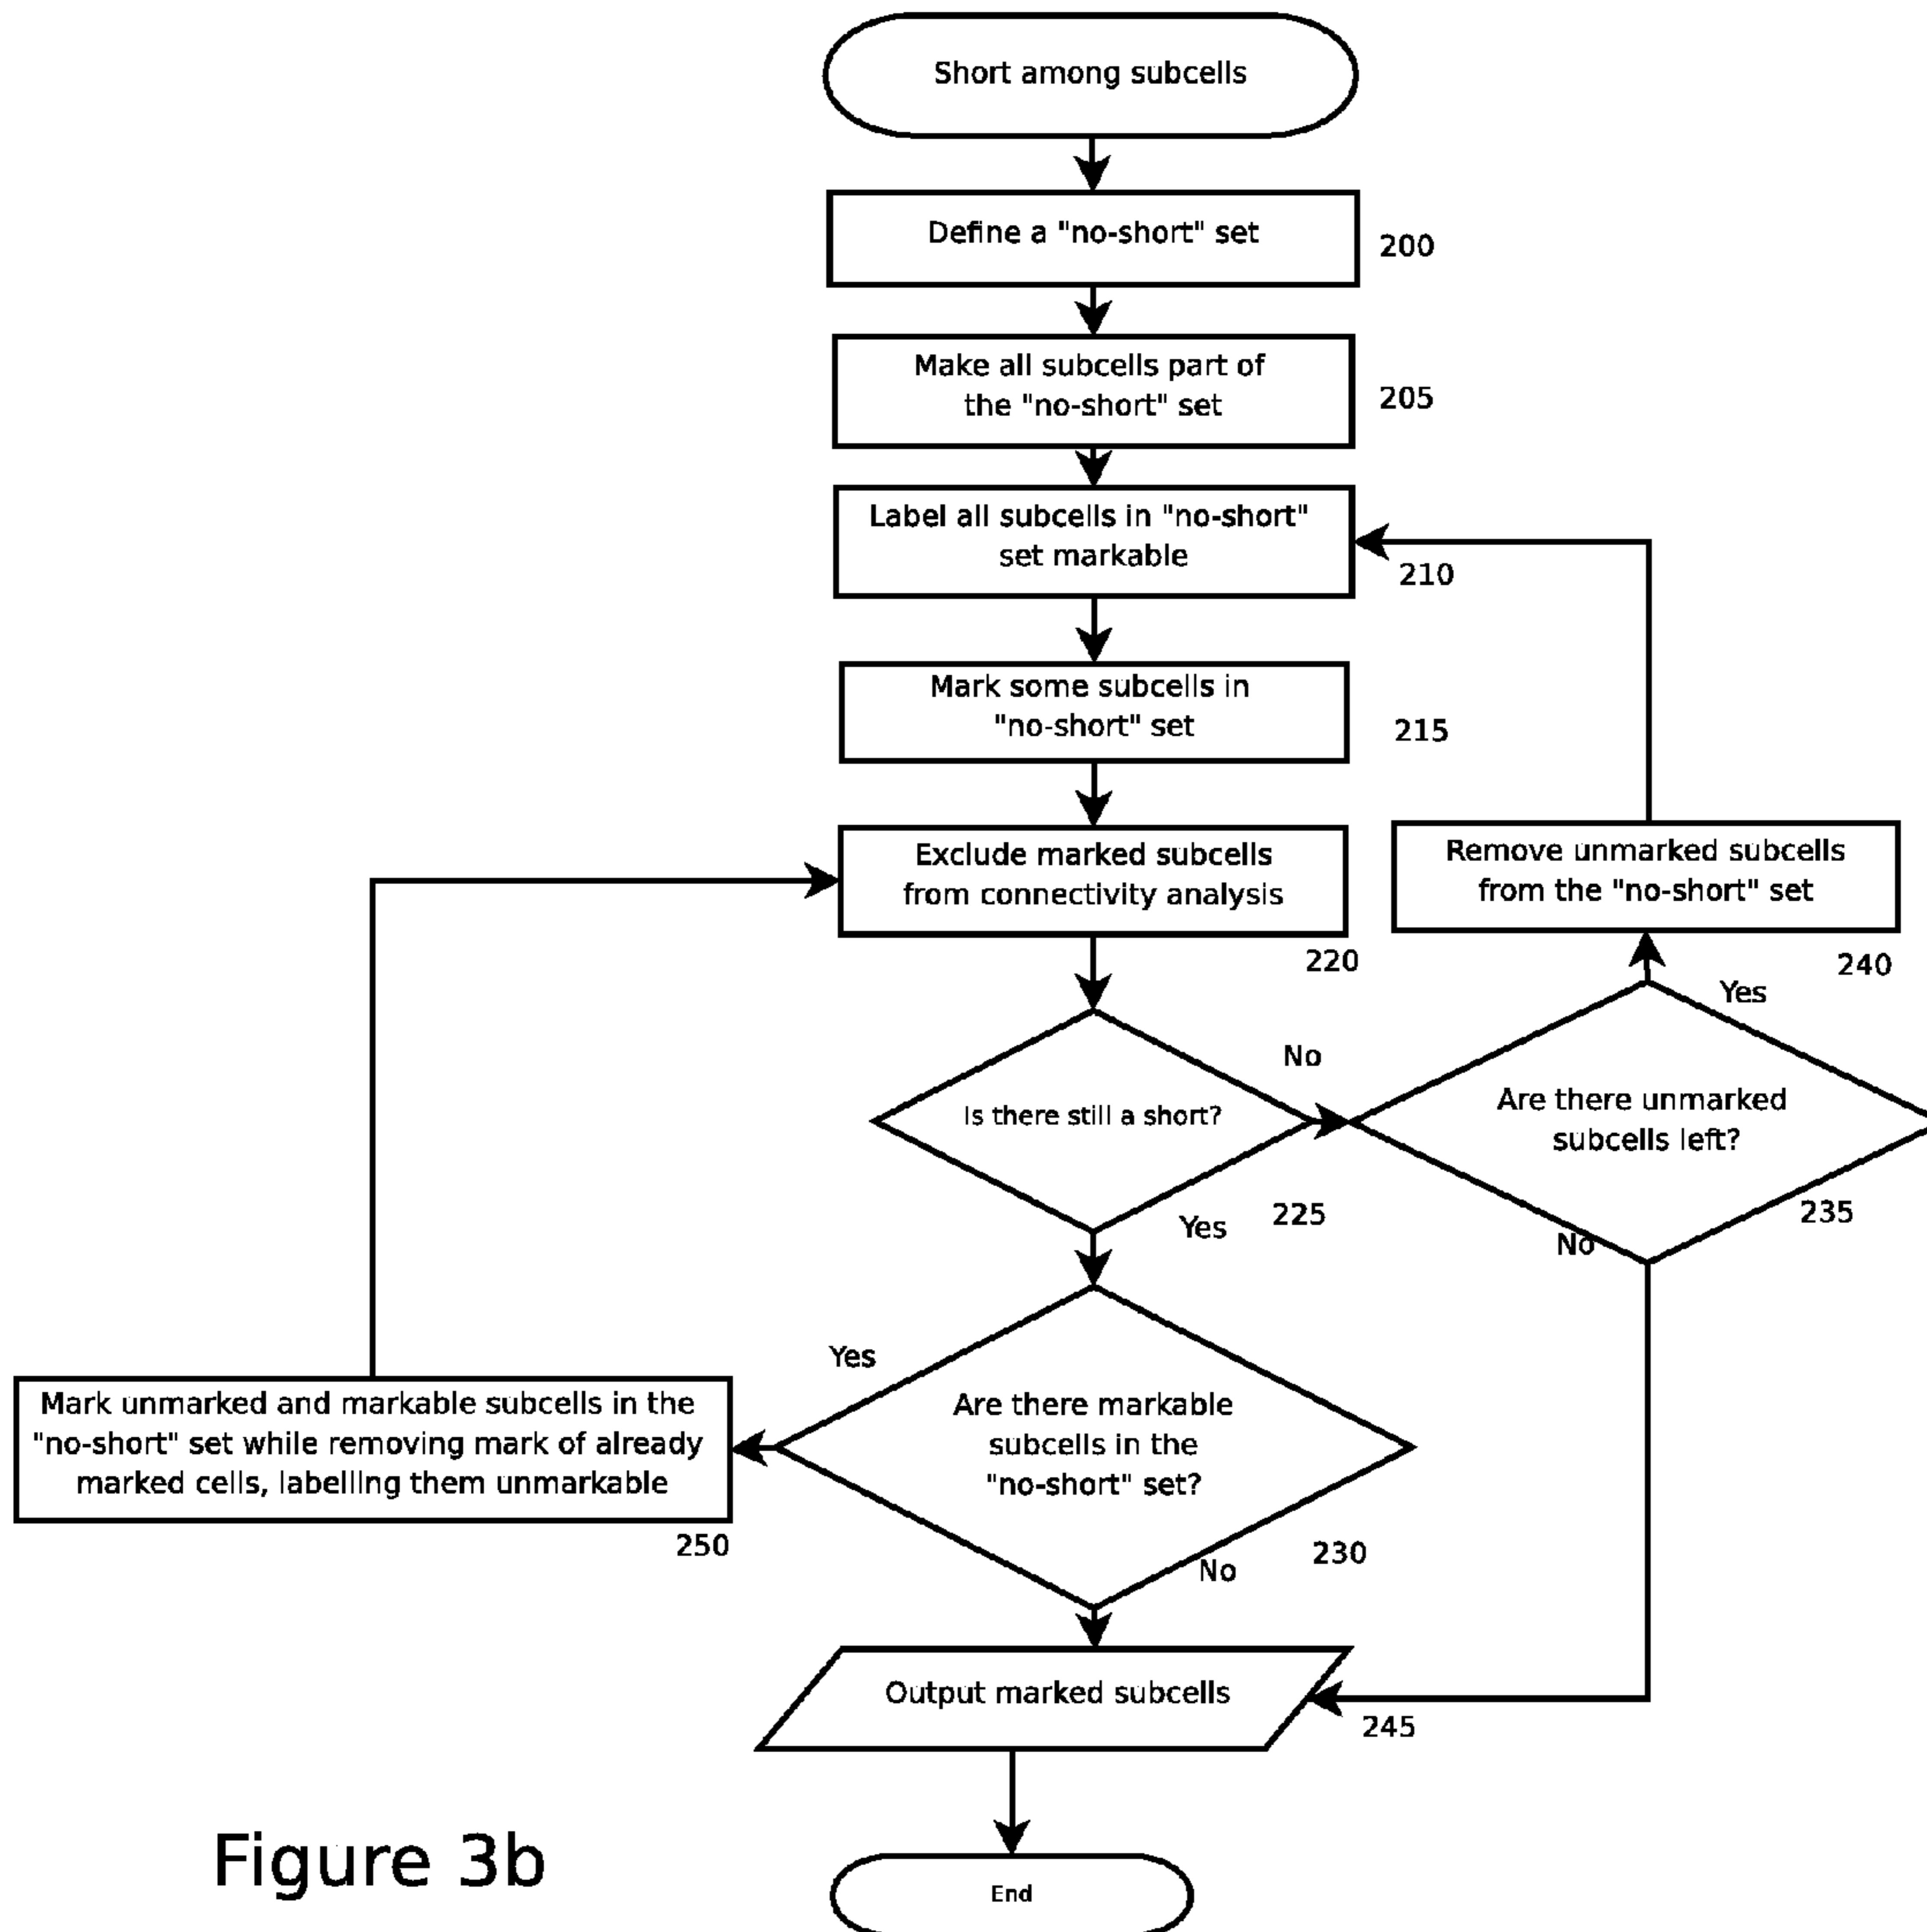 Short among subcells
Define a "no-short" set
200
Make all subcells part of
the "no-short" set
205
Label all subcells in "no-short"
set markable
210
Mark some subcells in
"no-short" set
215
Exclude marked subcells
from connectivity analysis
220
Remove unmarked subcells
from the "no-short" set
240
Yes
No
Is there still a short?
225
Yes
Are there unmarked
subcells left?
235
No
Yes
Are there markable
subcells in the
"no-short" set?
230
No
Mark unmarked and markable subcells in the
"no-short" set while removing mark of already
marked cells, labelling them unmarkable
250
Output marked subcells
245
End
Figure 3b